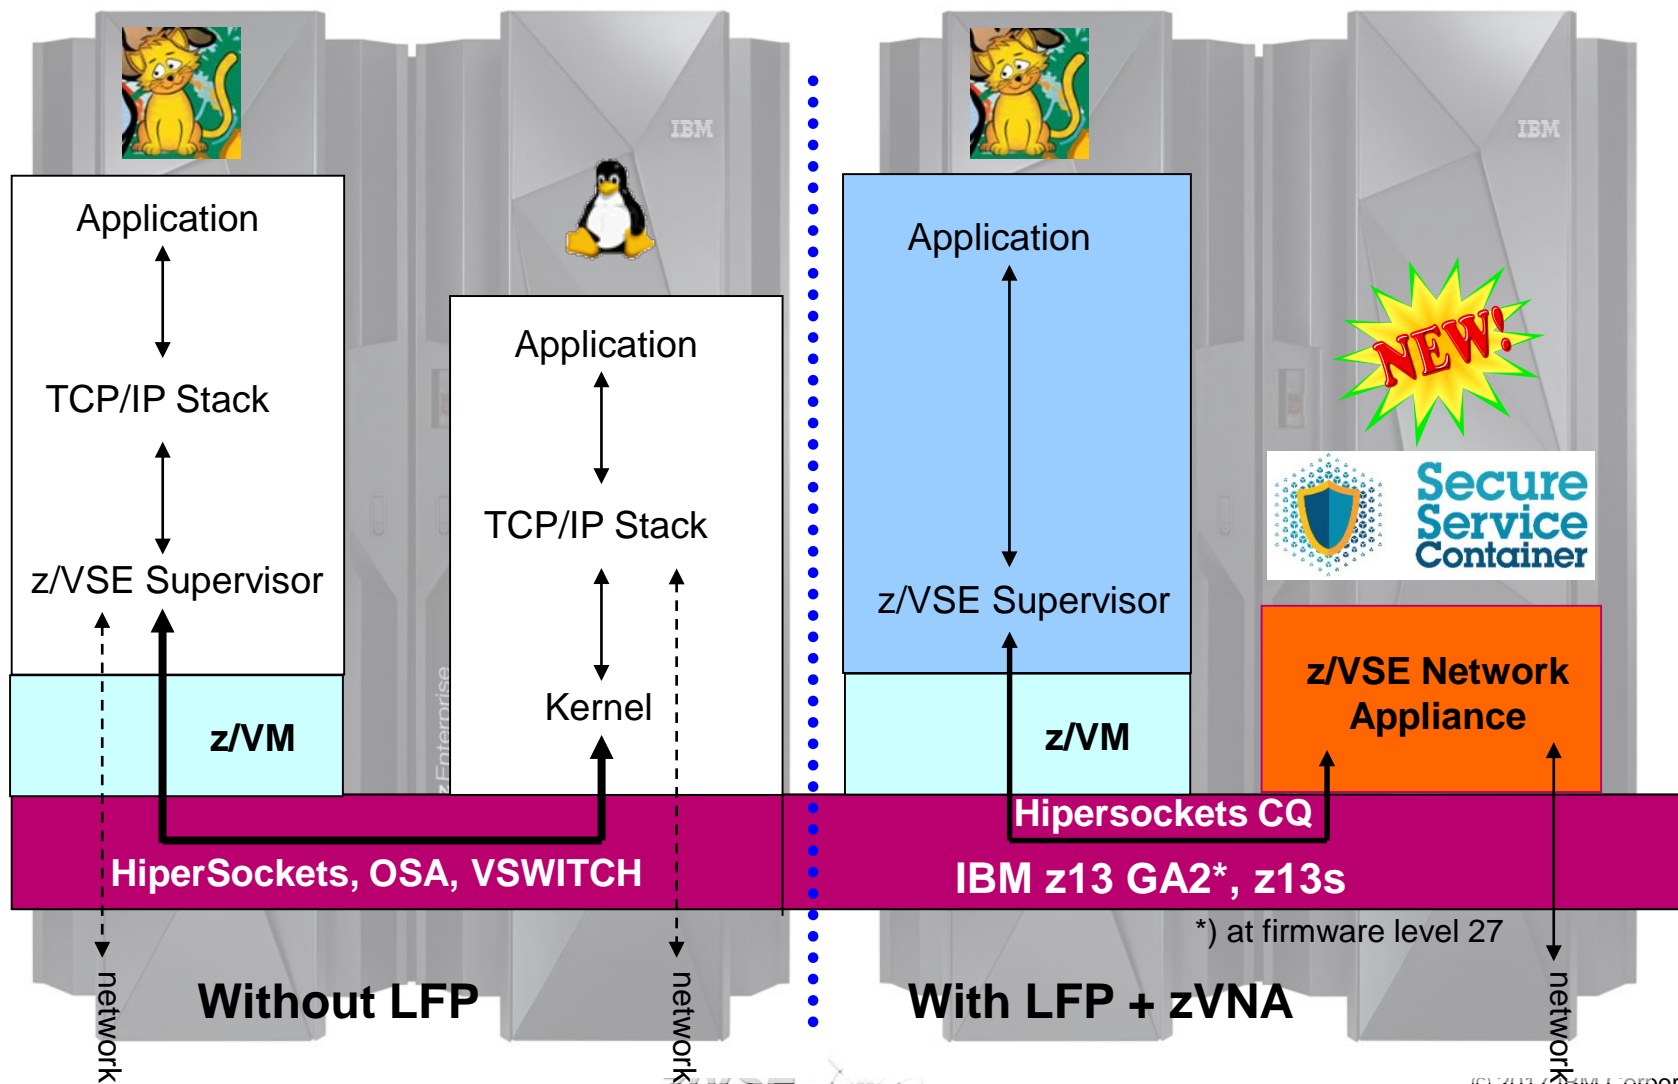 IBM
IBM
Application
TCP/IP Stack
z/VSE Supervisor
z/VM
Application
TCP/IP Stack
Kernel
Enterprise
HiperSockets, OSA, VSWITCH
network
network
Without LFP
Application
z/VSE Supervisor
z/VM
NEW!
Secure
Service
Container
z/VSE Network
Appliance
Hipersockets CQ
IBM z13 GA2*, z13s
*) at firmware level 27
network
With LFP + zVNA